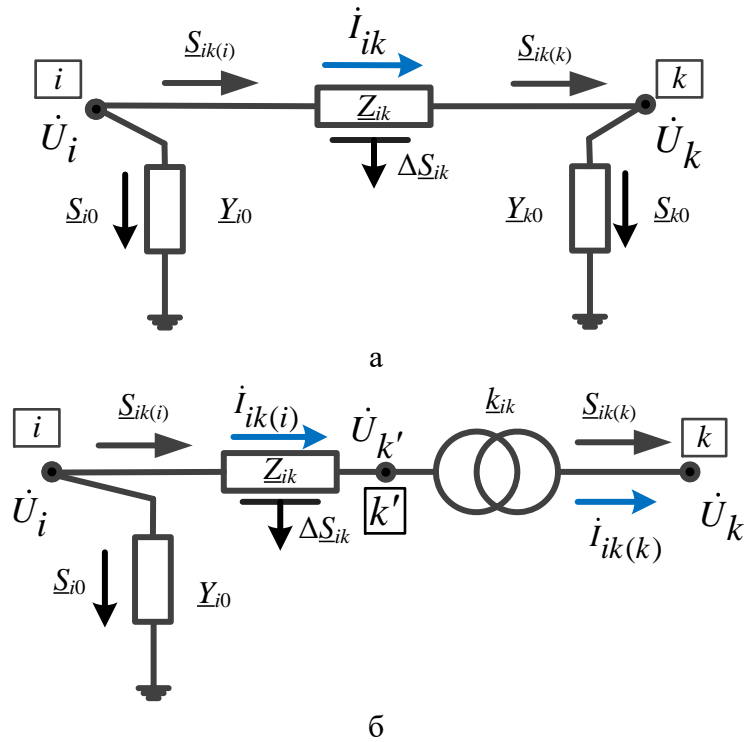 S_ik(i) İ_ik S_ik(k)
i Z_ik k
U̇_i ΔS_ik U̇_k
S_i0 Y_i0 Y_k0 S_k0
а
S_ik(i) İ_ik(i) U̇_k' k_ik S_ik(k)
i Z_ik k
U̇_i ΔS_ik k' İ_ik(k) U̇_k
S_i0 Y_i0
б